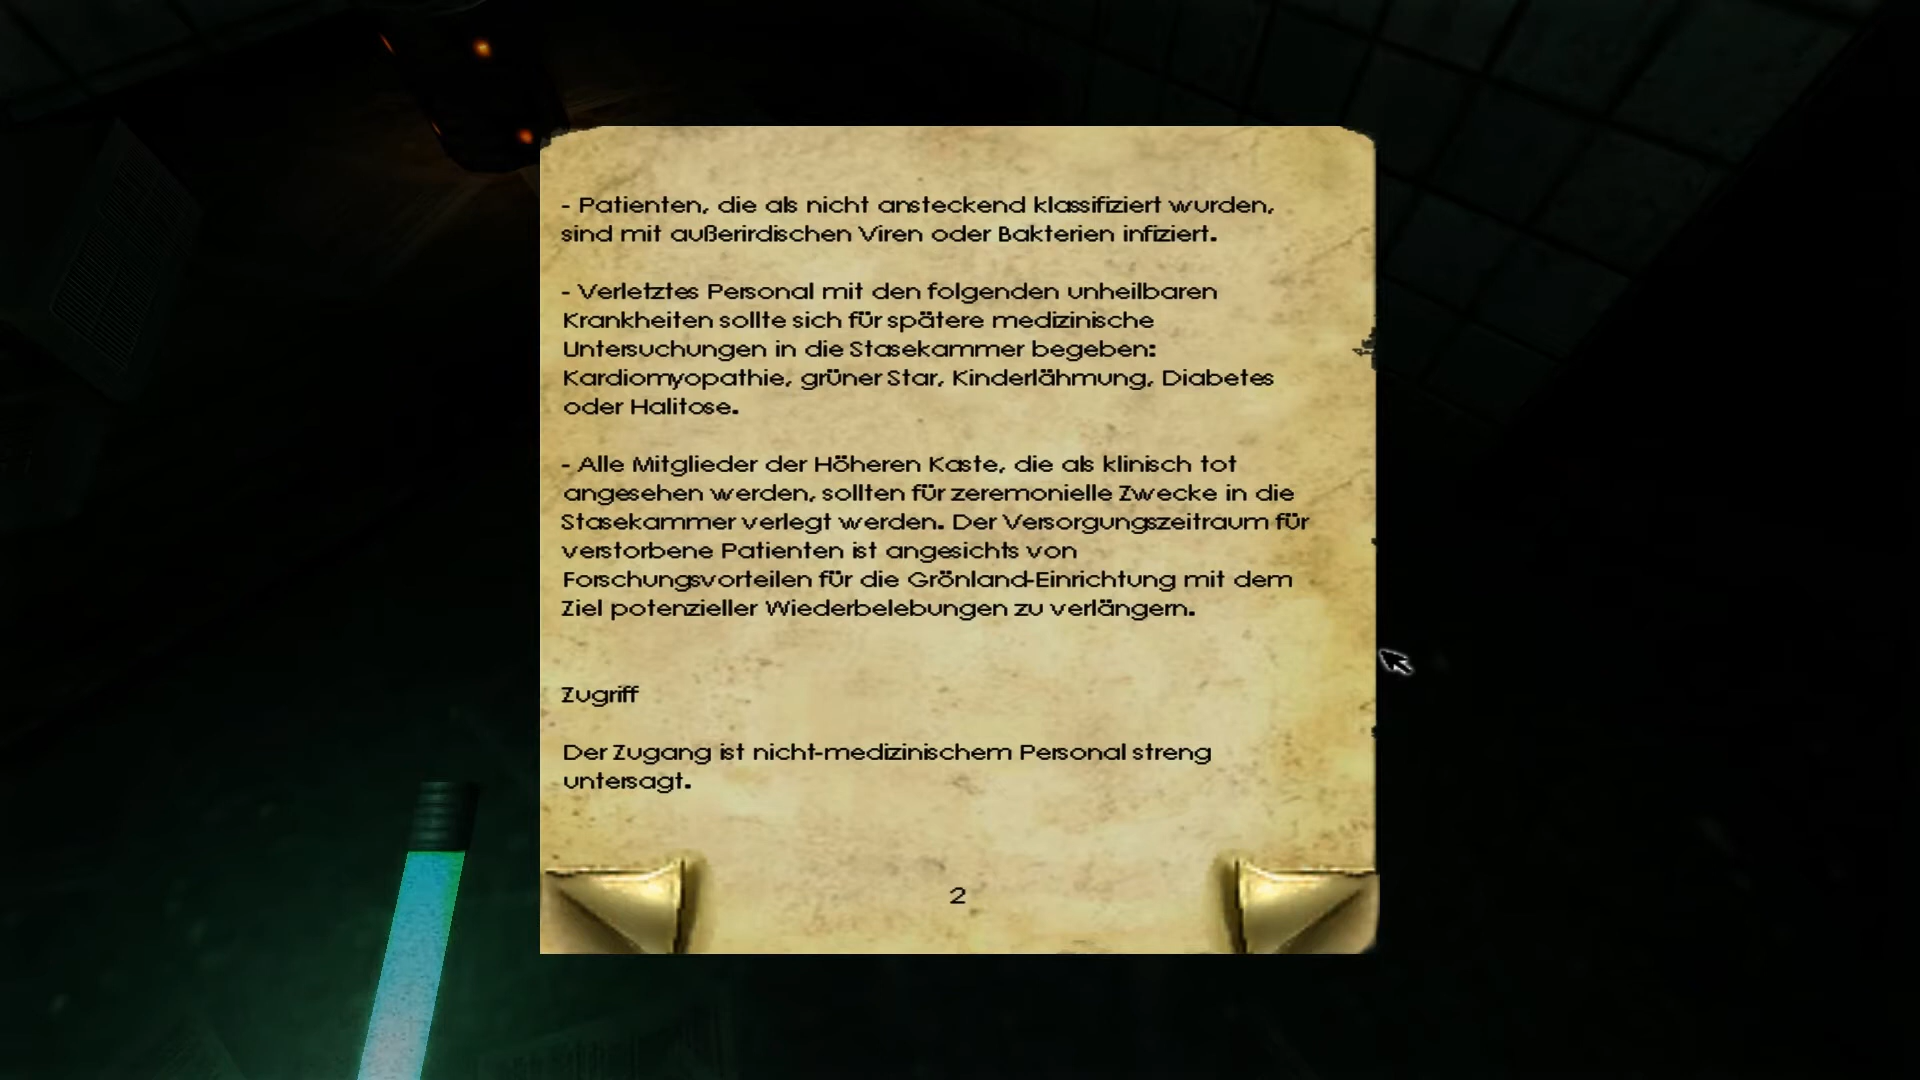 - Patienten, die als nicht ansteckend klassifiziert wurden,
sind mit außerirdischen Viren oder Bakterien infiziert.
- Verletztes Personal mit den folgenden unheilbaren
Krankheiten sollte sich für spätere medizinische
Untersuchungen in die Stasekammer begeben:
Kardiomyopathie, grüner Star, Kinderlähmung, Diabetes
oder Halitose.
- Alle Mitglieder der Höheren Kaste, die als klinisch tot
angesehen werden, sollten für zeremonielle Zwecke in die
Stasekammer verlegt werden. Der Versorgungszeitraum für
verstorbene Patienten ist angesichts von
Forschungsvorteilen für die Grönland-Einrichtung mit dem
Ziel potenzieller Wiederbelebungen zu verlängern.
Zugriff
Der Zugang ist nicht-medizinischem Personal streng
untersagt.
2